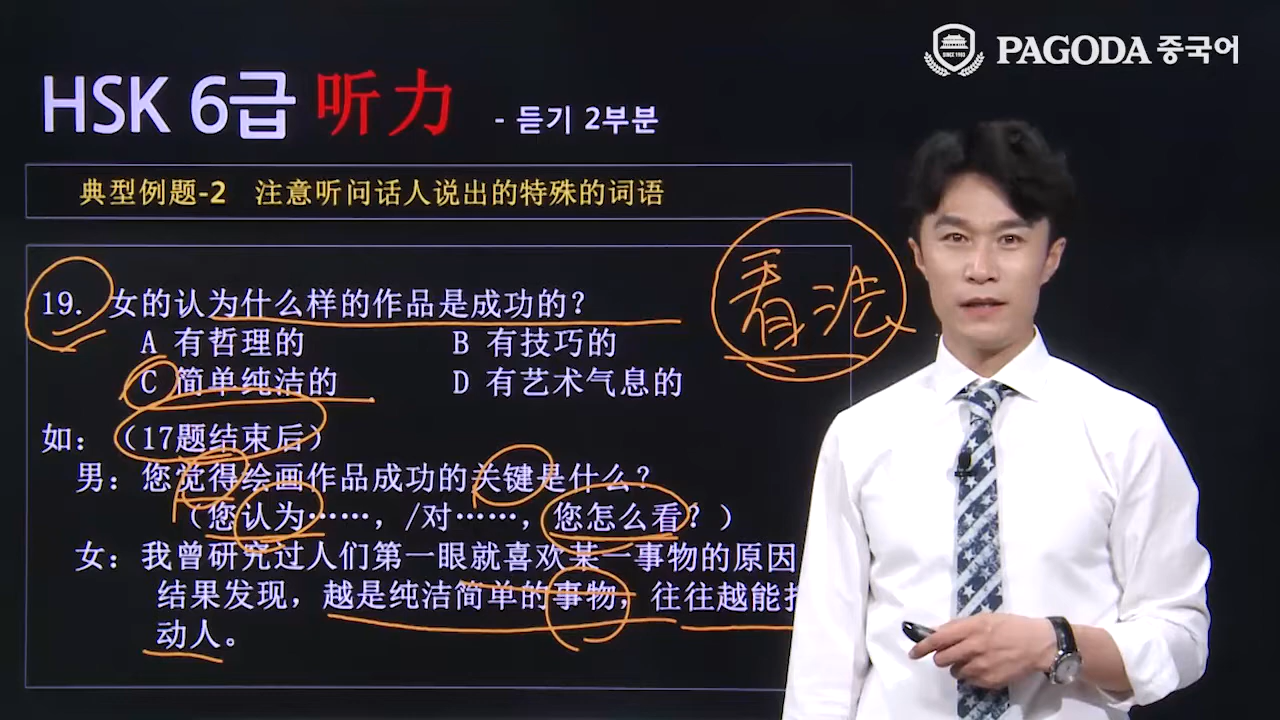 SINCE 1993
PAGODA 중국어
HSK 6급 听力 - 듣기 2부분
典型例题-2 注意听问话人说出的特殊的词语
看法
19. 女的认为什么样的作品是成功的？
A 有哲理的 B 有技巧的
C 简单纯洁的 D 有艺术气息的
如：（17题结束后）
男：您觉得绘画作品成功的关键是什么？
（您认为……，/对……，您怎么看？）
女：我曾研究过人们第一眼就喜欢某一事物的原因
结果发现，越是纯洁简单的事物，往往越能
动人。